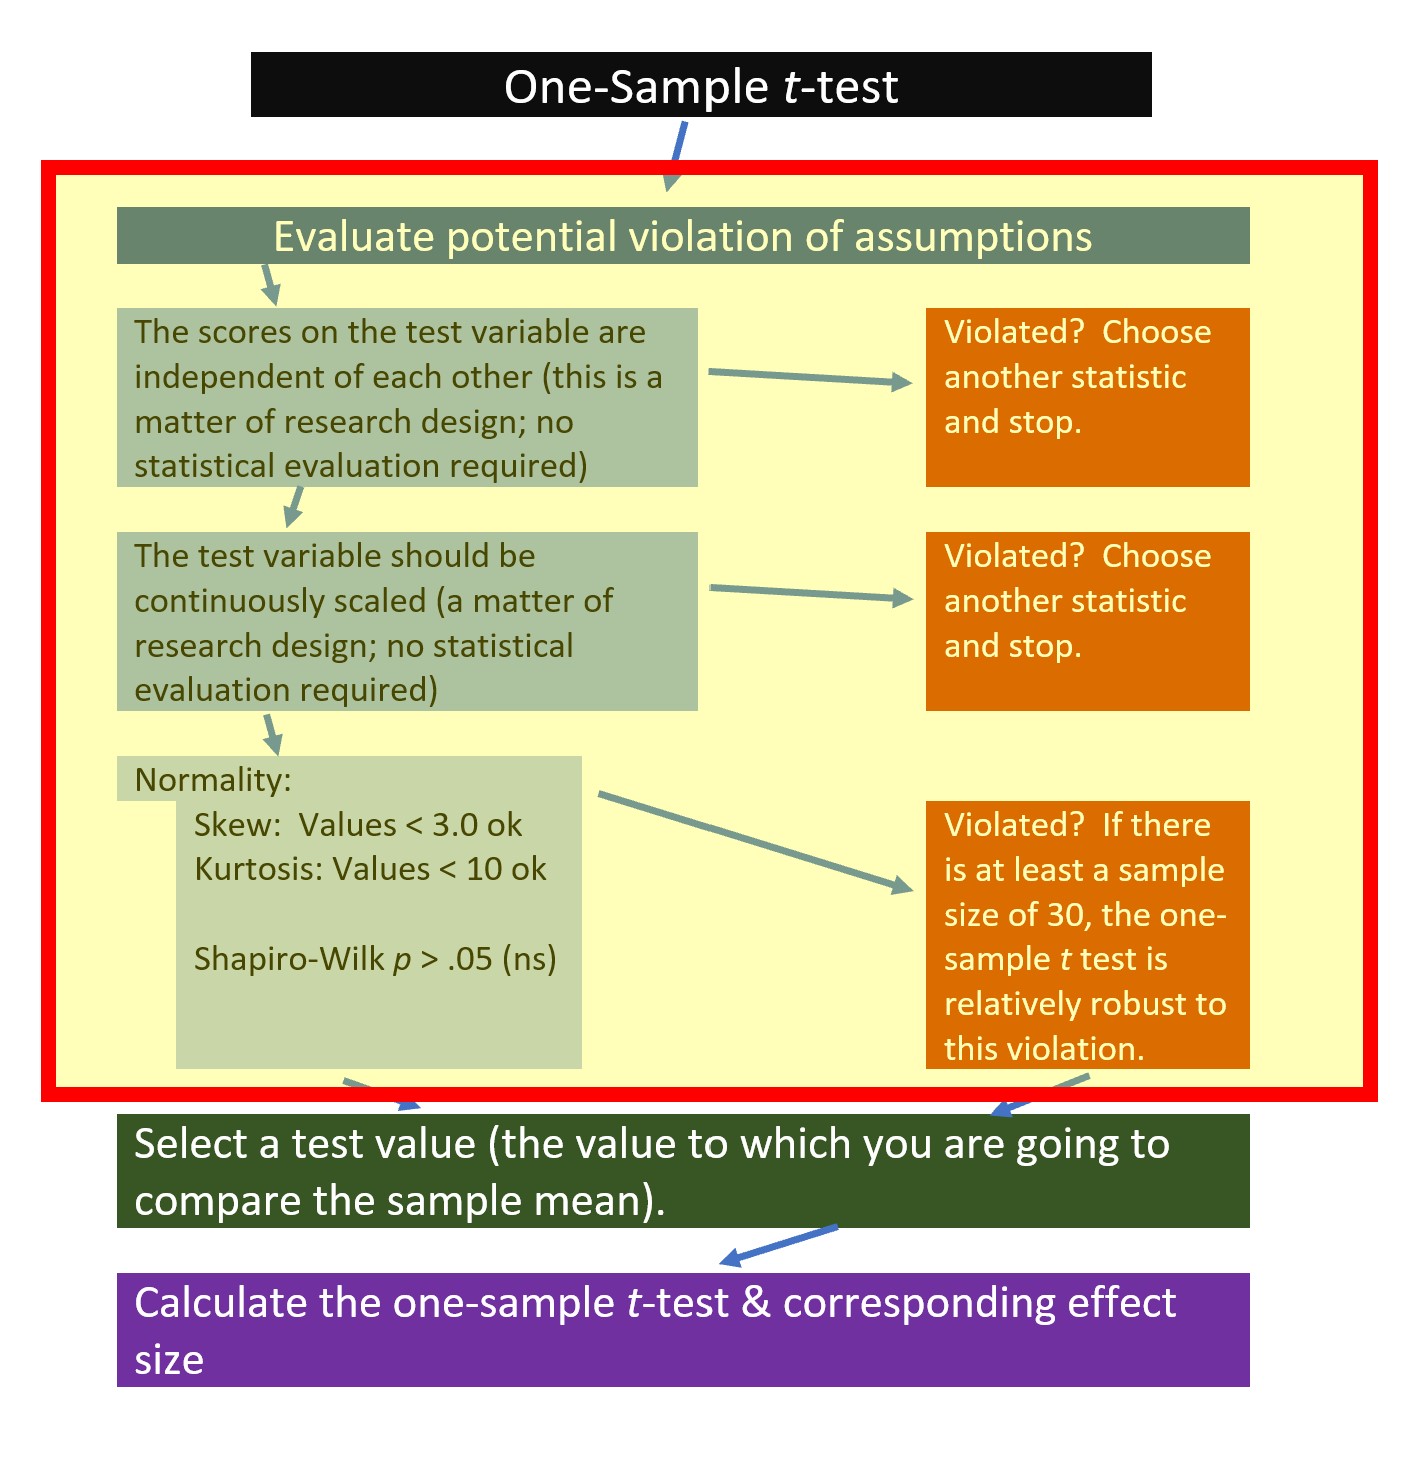 One-Sample t-test
Evaluate potential violation of assumptions
The scores on the test variable are
independent of each other (this is a
matter of research design; no
statistical evaluation required)
Violated?  Choose
another statistic
and stop.
The test variable should be
continuously scaled (a matter of
research design; no statistical
evaluation required)
Violated?  Choose
another statistic
and stop.
Normality:
Skew:  Values < 3.0 ok
Kurtosis: Values < 10 ok
Shapiro-Wilk p > .05 (ns)
Violated?  If there
is at least a sample
size of 30, the one-
sample t test is
relatively robust to
this violation.
Select a test value (the value to which you are going to
compare the sample mean).
Calculate the one-sample t-test & corresponding effect
size